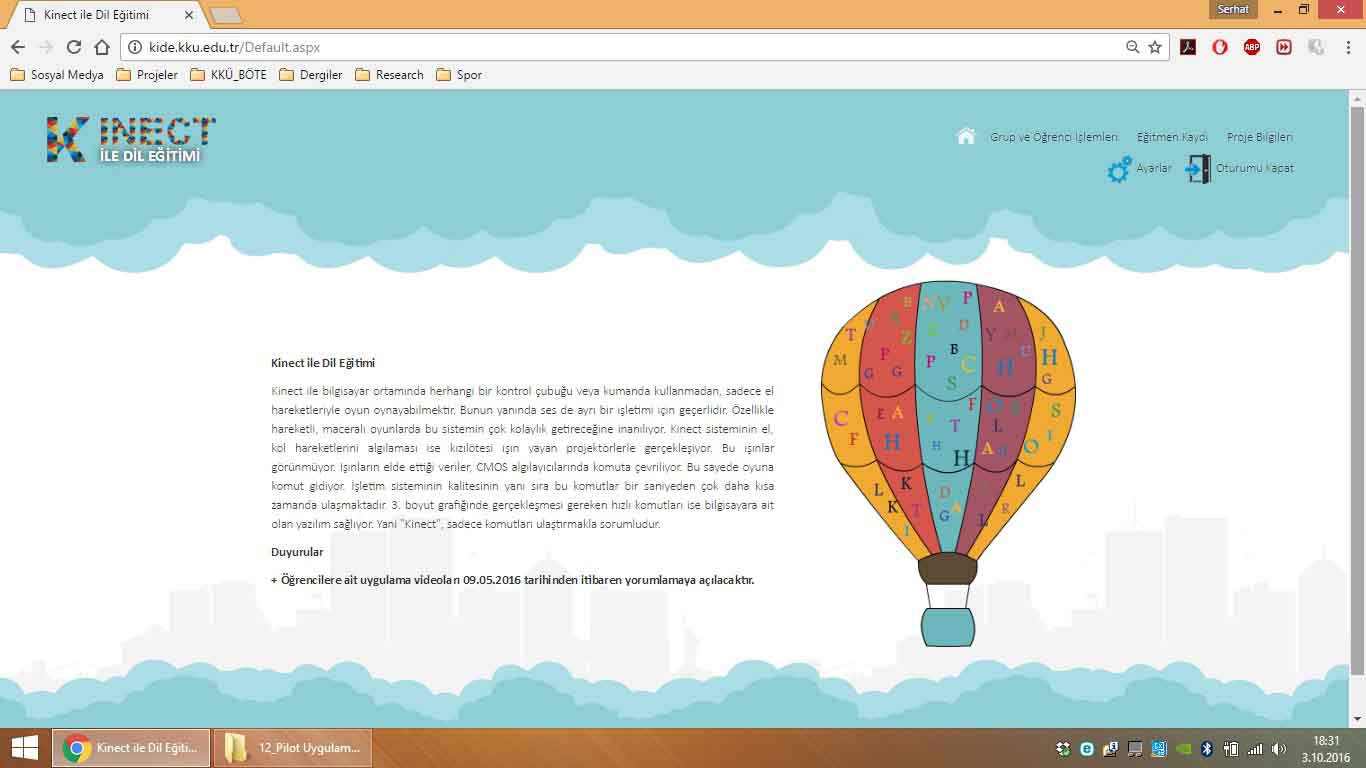 Kinect ile Dil Eğitimi
Serhat
kide.kku.edu.tr/Default.aspx
ABP
Sosyal Medya Projeler KKÜ_BÖTE Dergiler Research Spor
KINECT
İLE DİL EĞİTİMİ
Grup ve Öğrenci İşlemleri Eğitmen Kaydı Proje Bilgileri
Ayarlar Oturumu Kapat
Kinect ile Dil Eğitimi
Kinect ile bilgisayar ortamında herhangi bir kontrol çubuğu veya kumanda kullanmadan, sadece el
hareketleriyle oyun oynayabilmektir. Bunun yanında ses de ayrı bir işletimi için geçerlidir. Özellikle
hareketli, maceralı oyunlarda bu sistemin çok kolaylık getireceğine inanılıyor. Kinect sisteminin el,
kol hareketlerini algılaması ise kızılötesi ışın yayan projektörlerle gerçekleşiyor. Bu ışınlar
görünmüyor. Işınların elde ettiği veriler, CMOS algılayıcılarında komuta çevriliyor. Bu sayede oyuna
komut gidiyor. İşletim sisteminin kalitesinin yanı sıra bu komutlar bir saniyeden çok daha kısa
zamanda ulaşmaktadır. 3. boyut grafiğinde gerçekleşmesi gereken hızlı komutları ise bilgisayara ait
olan yazılım sağlıyor. Yani "Kinect", sadece komutları ulaştırmakla sorumludur.
Duyurular
+ Öğrencilere ait uygulama videoları 09.05.2016 tarihinden itibaren yorumlamaya açılacaktır.
Kinect ile Dil Eğiti... 12_Pilot Uygulam...
18:31
3.10.2016